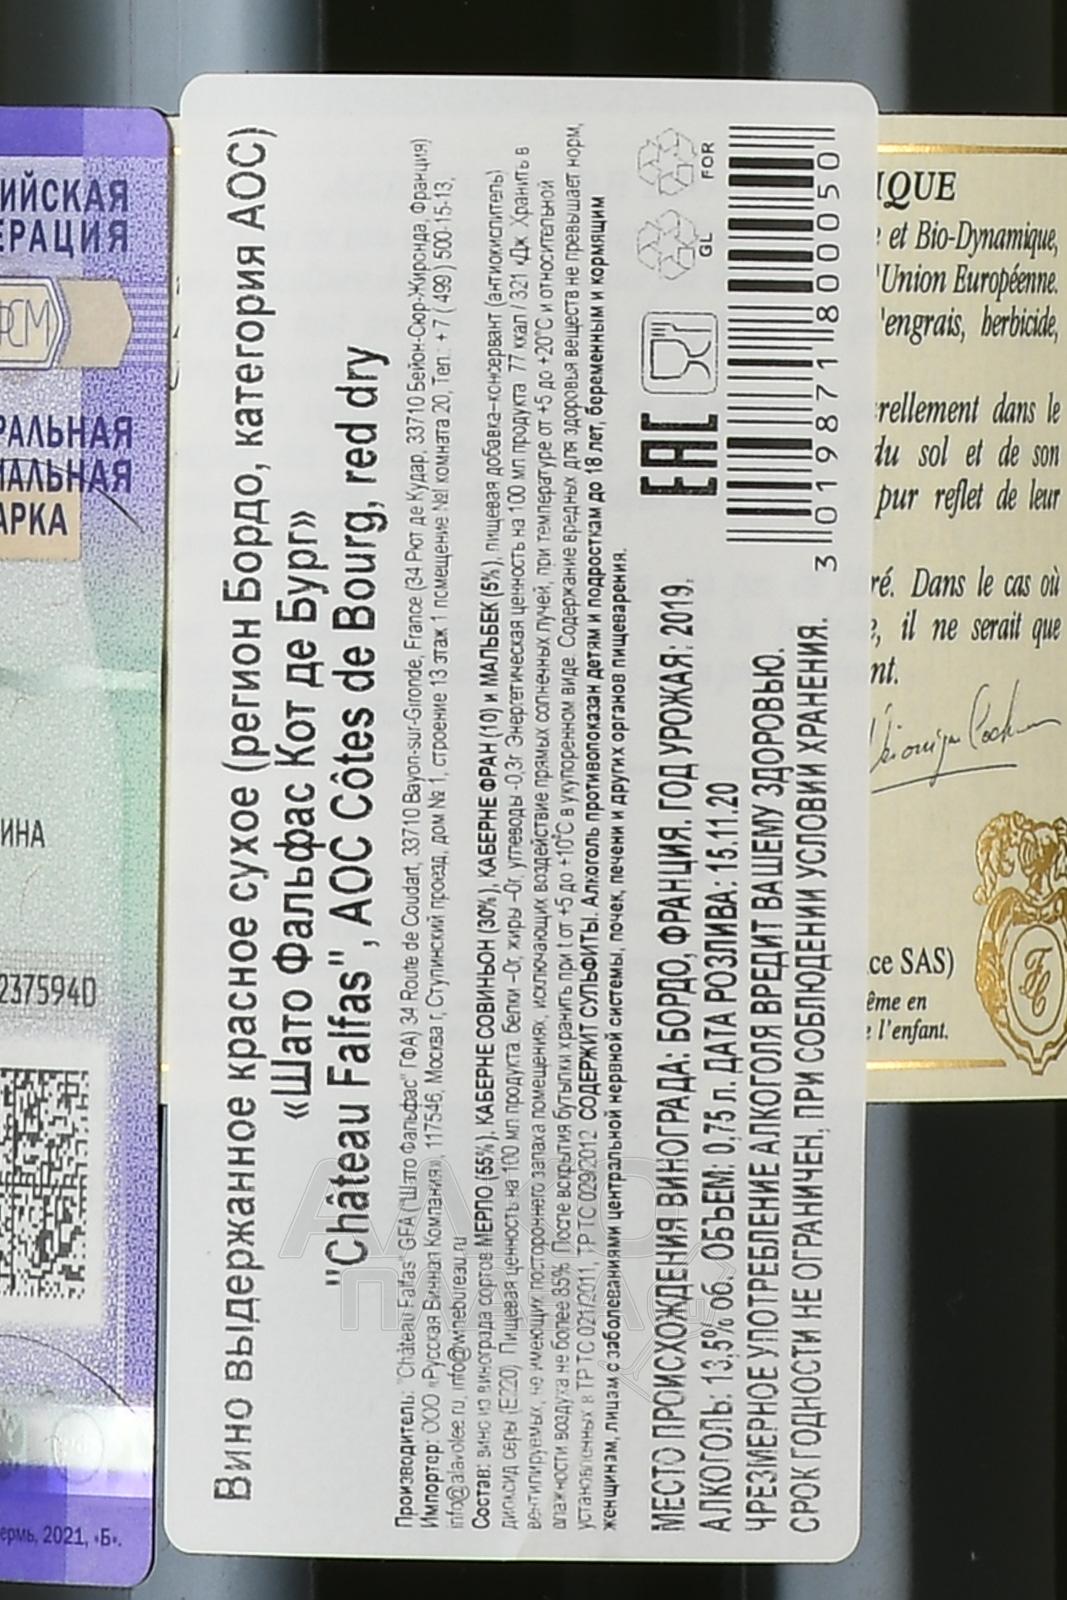 Вино выдержанное красное сухое (регион Бордо, категория АОС)
«Шато Фальфас Кот де Бург»
"Château Falfas", AOC Côtes de Bourg, red dry
Производитель: "Château Falfas" GFA ("Шато Фальфас" ГФА) 34 Route de Coudart, 33710 Bayon-sur-Gironde, France (34 Рют де Кудар, 33710 Бейон-Сюр-Жиронда, Франция)
Импортер: ООО «Русская Винная Компания», 117546, Москва г, Ступинский проезд, дом № 1, строение 13 этаж 1 помещение №1 комната 20, Тел.: + 7 ( 499) 500-15-13,
info@alavolee.ru, info@winebureau.ru
Состав: вино из винограда сортов МЕРЛО (55%), КАБЕРНЕ СОВИНЬОН (30%), КАБЕРНЕ ФРАН (10) и МАЛЬБЕК (5%), пищевая добавка–консервант (антиокислитель)
диоксид серы (Е220) Пищевая ценность на 100 мл продукта. белки -0г, жиры -0г, углеводы -0,3г Энергетическая ценность на 100 мл продукта 77 ккал / 321 кДж Хранить в
вентилируемых, не имеющих постороннего запаха помещениях, исключающих воздействие прямых солнечных лучей, при температуре от +5 до +20°С и относительной
влажности воздуха не более 85% После вскрытия бутылки хранить при t от +5 до +10°С в укупоренном виде. Содержание вредных для здоровья веществ не превышает норм,
установленных в ТР ТС 021/2011, ТР ТС 029/2012 СОДЕРЖИТ СУЛЬФИТЫ. Алкоголь противопоказан детям и подросткам до 18 лет, беременным и кормящим
женщинам, лицам с заболеваниями центральной нервной системы, почек, печени и других органов пищеварения.
МЕСТО ПРОИСХОЖДЕНИЯ ВИНОГРАДА: БОРДО, ФРАНЦИЯ. ГОД УРОЖАЯ: 2019.
АЛКОГОЛЬ: 13,5% об. ОБЪЕМ: 0,75 л. ДАТА РОЗЛИВА: 15.11.20
ЧРЕЗМЕРНОЕ УПОТРЕБЛЕНИЕ АЛКОГОЛЯ ВРЕДИТ ВАШЕМУ ЗДОРОВЬЮ.
СРОК ГОДНОСТИ НЕ ОГРАНИЧЕН, ПРИ СОБЛЮДЕНИИ УСЛОВИЙ ХРАНЕНИЯ.
EAC
GL
FOR
3019871800050
ИЙСКАЯ
ЕРАЦИЯ
ФСМ
РАЛЬНАЯ
ИАЛЬНАЯ
АРКА
ИНА
237594D
ермь, 2021, «Б».
IQUE
et Bio-Dynamique,
'Union Européenne.
'engrais, herbicide,
rellement dans le
du sol et de son
pur reflet de leur
ré. Dans le cas où
, il ne serait que
nt.
ce SAS)
ême en
l'enfant.
АЛКО
ПЛАЗА